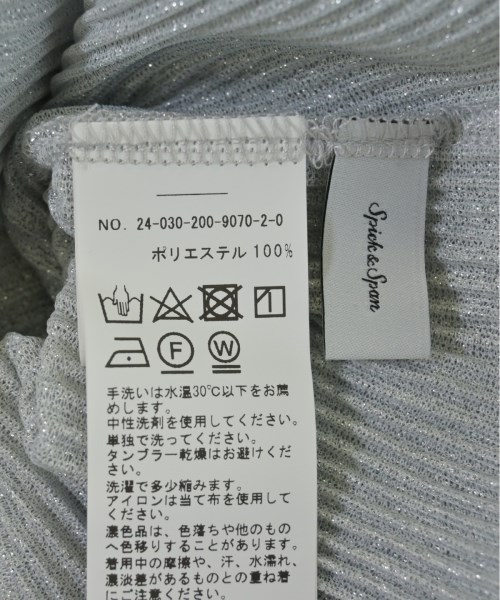 NO. 24-030-200-9070-2-0
ポリエステル 100%
F
W
手洗いは水温30℃以下をお薦
めします。
中性洗剤を使用してください。
単独で洗ってください。
タンブラー乾燥はお避けくだ
さい。
洗濯で多少縮みます。
アイロンは当て布を使用して
ください。
濃色品は、色落ちや他のもの
へ色移りすることがあります。
着用中の摩擦や、汗、水濡れ、
濃淡差があるものとの重ね着
にご注意ください。
Spick&Span